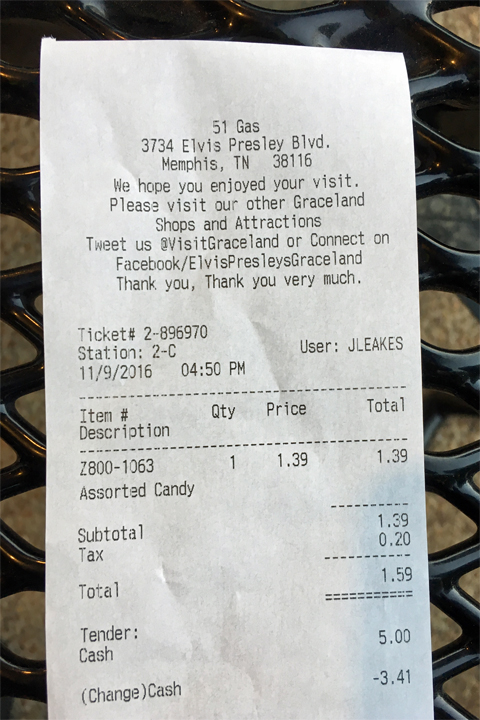 51 Gas
3734 Elvis Presley Blvd.
Memphis, TN 38116
We hope you enjoyed your visit.
Please visit our other Graceland
Shops and Attractions
Tweet us @VisitGraceland or Connect on
Facebook/ElvisPresleysGraceland
Thank you, Thank you very much.
Ticket# 2-896970
Station: 2-C User: JLEAKES
11/9/2016 04:50 PM
Item # Qty Price Total
Description
Z800-1063 1 1.39 1.39
Assorted Candy
Subtotal 1.39
Tax 0.20
Total 1.59
Tender:
Cash 5.00
(Change)Cash -3.41